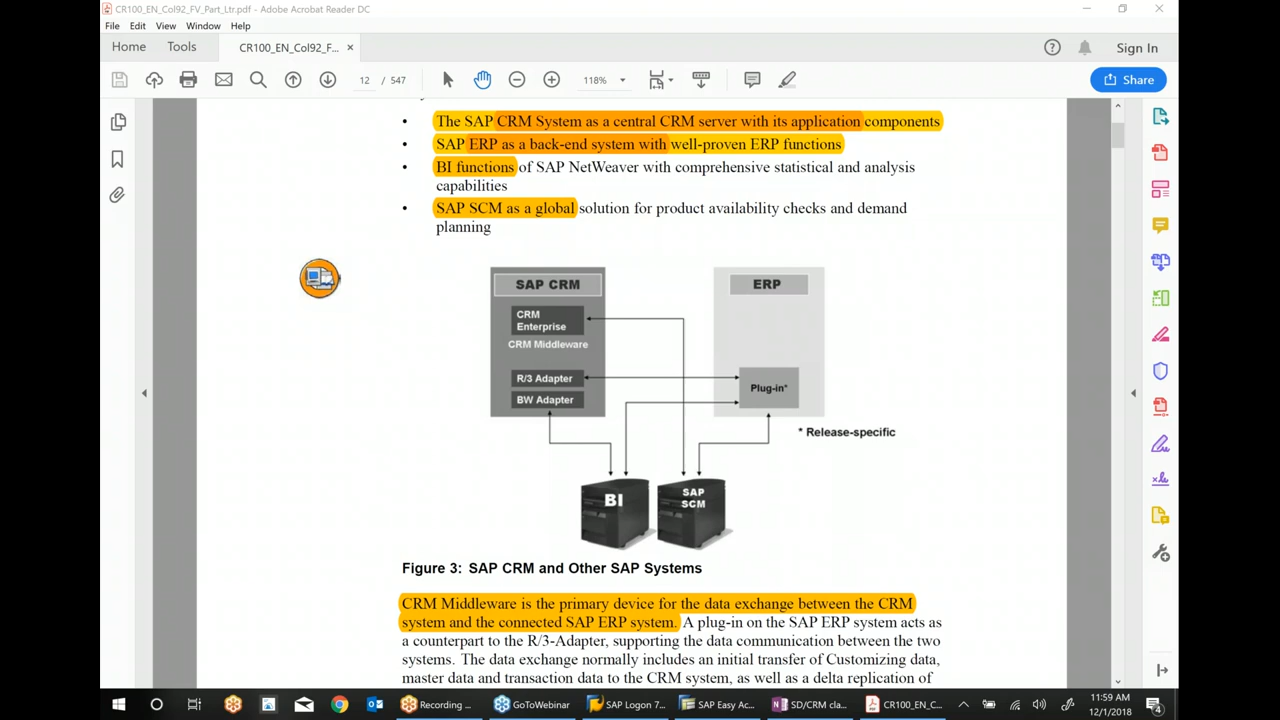 CR100_EN_Col92_FV_Part_Ltr.pdf - Adobe Acrobat Reader DC
File Edit View Window Help
Home Tools CR100_EN_Col92_F... × Sign In
12 / 547 118% Share
• The SAP CRM System as a central CRM server with its application components
• SAP ERP as a back-end system with well-proven ERP functions
• BI functions of SAP NetWeaver with comprehensive statistical and analysis
capabilities
• SAP SCM as a global solution for product availability checks and demand
planning
SAP CRM
ERP
CRM
Enterprise
CRM Middleware
R/3 Adapter
BW Adapter
Plug-in*
* Release-specific
BI
SAP
SCM
Figure 3: SAP CRM and Other SAP Systems
CRM Middleware is the primary device for the data exchange between the CRM
system and the connected SAP ERP system. A plug-in on the SAP ERP system acts as
a counterpart to the R/3-Adapter, supporting the data communication between the two
systems. The data exchange normally includes an initial transfer of Customizing data,
master data and transaction data to the CRM system, as well as a delta replication of
Recording ... GoToWebinar SAP Logon 7... SAP Easy Ac... SD/CRM cla... CR100_EN_C... 11:59 AM
12/1/2018
4